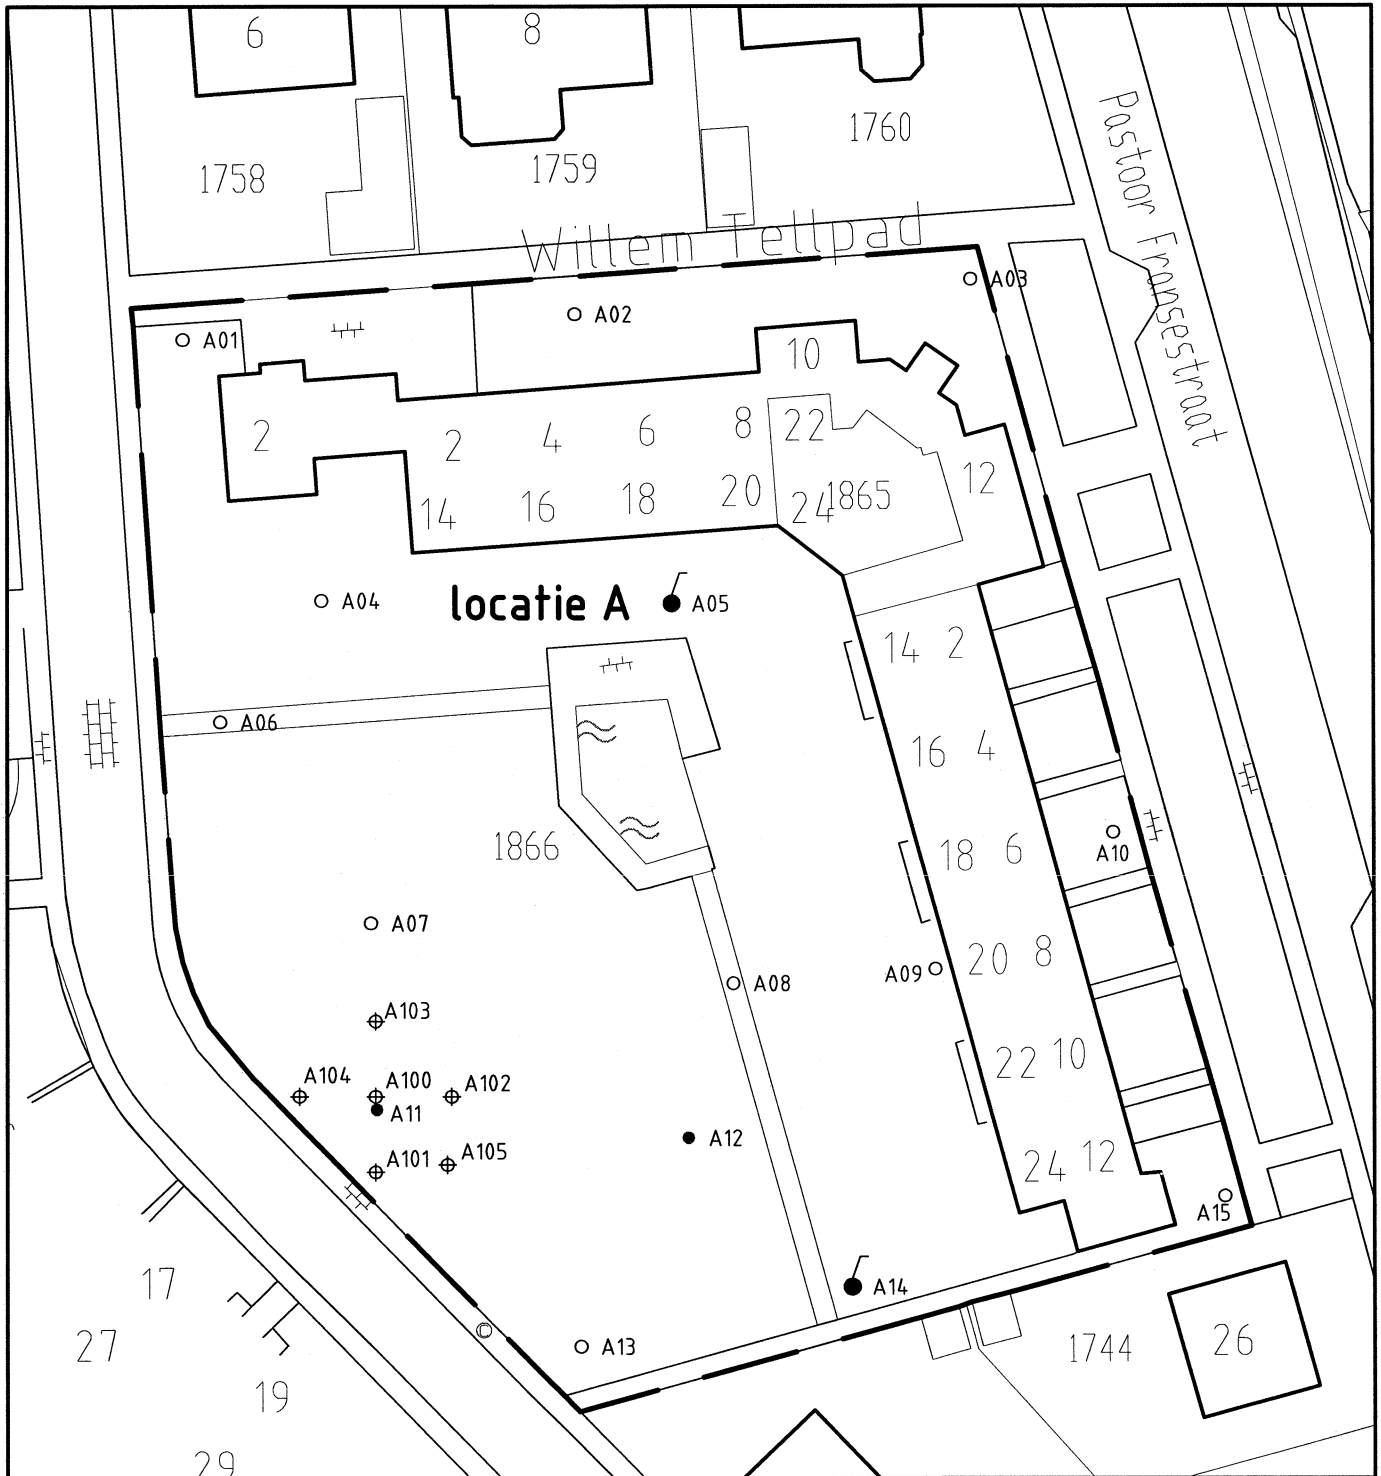 6
8
1758
1759
1760
Pastoor Fransestraat
Willem Tellpad
A01
A02
A03
10
2
2
4
6
8
22
12
14
16
18
20
24
1865
A04
locatie A
A05
14 2
A06
16 4
1866
18 6
A10
A07
A09
20 8
A08
A103
22 10
A104
A100
A102
A11
A12
A101
A105
24 12
A15
17
A14
27
A13
1744
26
19
29